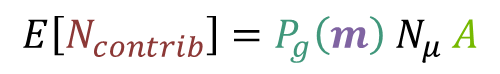 E[N_contrib] = P_g(m) N_μ A